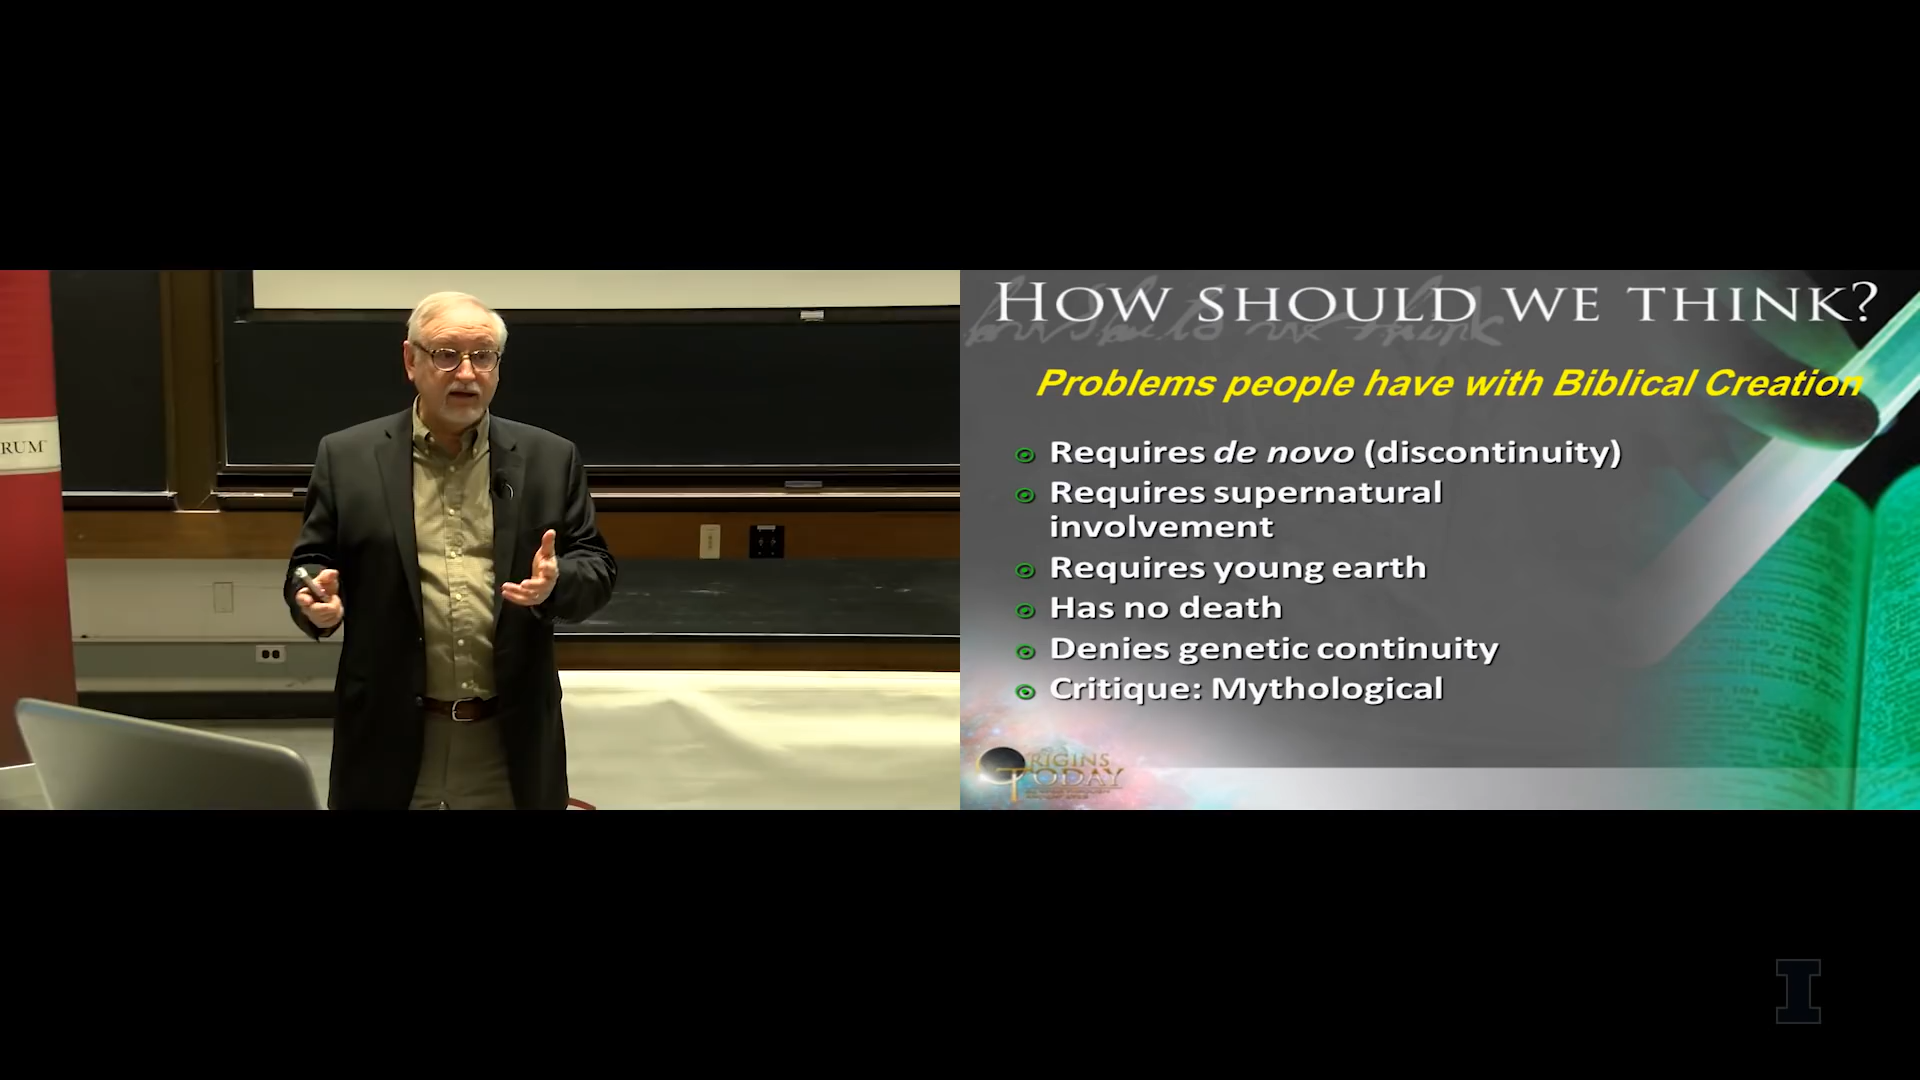 RUM
HOW SHOULD WE THINK?
Problems people have with Biblical Creation
Requires de novo (discontinuity)
Requires supernatural
involvement
Requires young earth
Has no death
Denies genetic continuity
Critique: Mythological
ORIGINS
TODAY
I